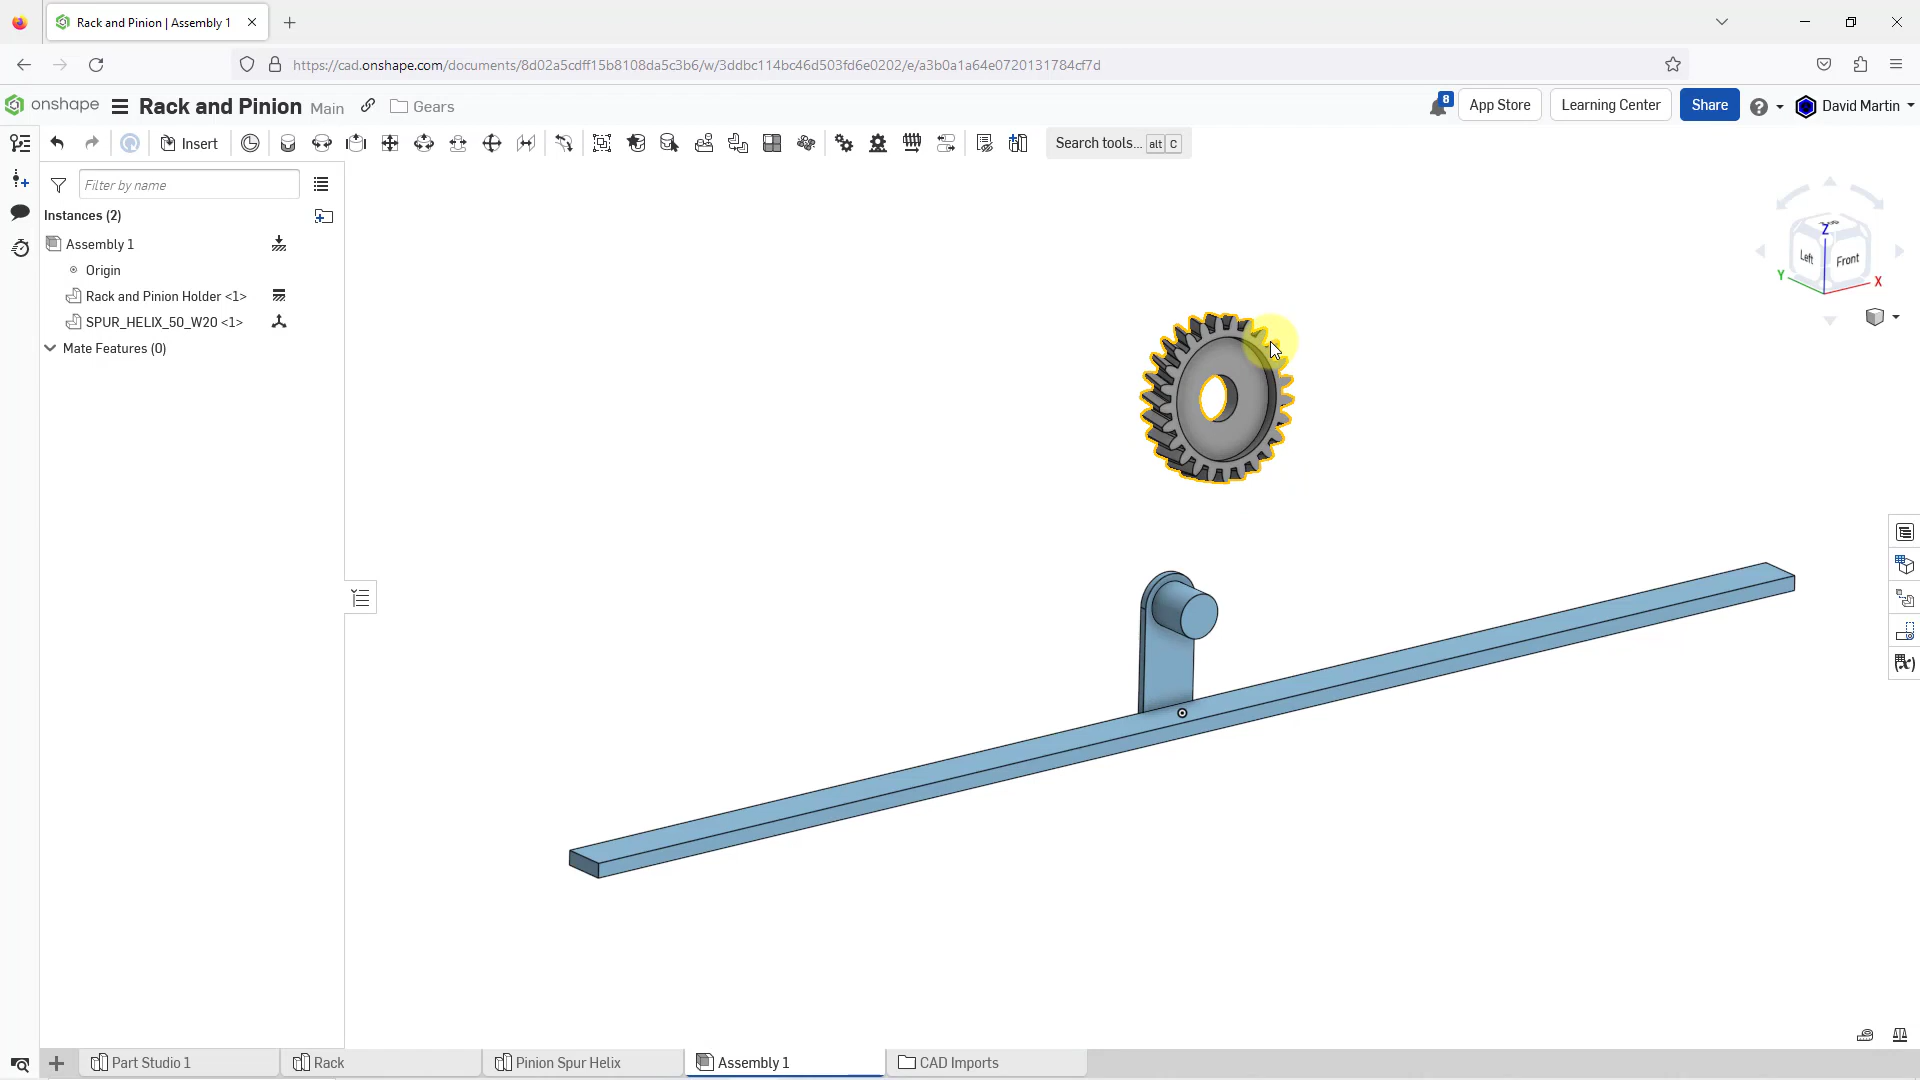 Rack and Pinion | Assembly 1
https://cad.onshape.com/documents/8d02a5cdff15b8108da5c3b6/w/3ddbc114bc46d503fd6e0202/e/a3b0a1a64e0720131784cf7d
onshape Rack and Pinion Main Gears 8 App Store Learning Center Share David Martin
Insert Search tools... alt C
Filter by name
Instances (2)
Assembly 1
Origin
Rack and Pinion Holder <1>
SPUR_HELIX_50_W20 <1>
Mate Features (0)
Top
Z
Left Front
Y X
Part Studio 1 Rack Pinion Spur Helix Assembly 1 CAD Imports